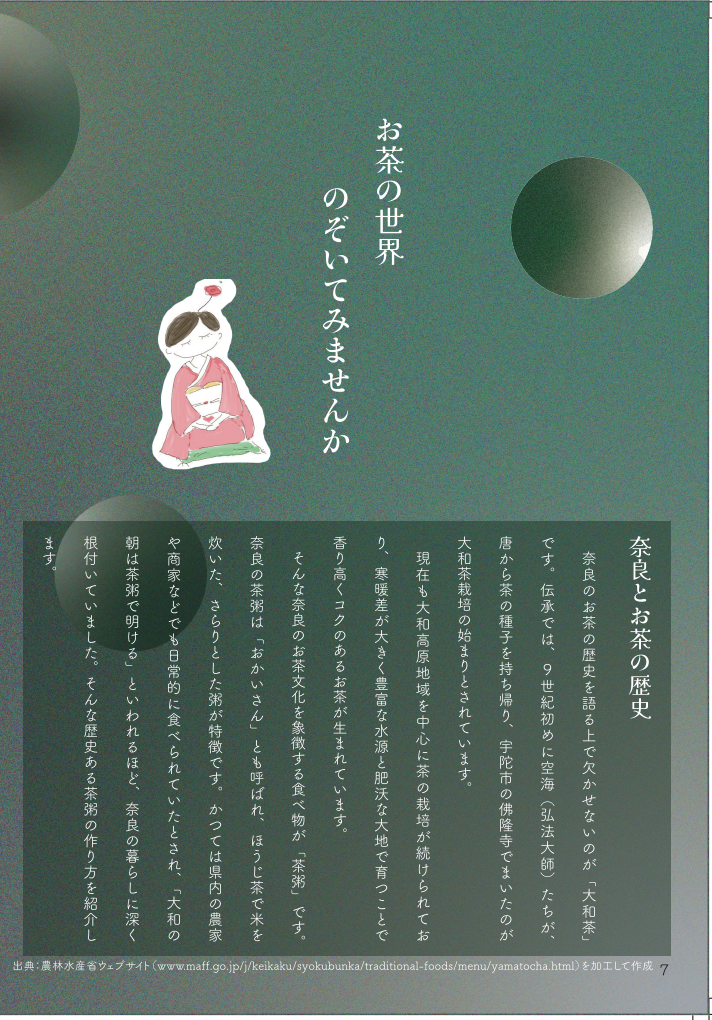 お茶の世界
のぞいてみませんか
奈良とお茶の歴史
奈良のお茶の歴史を語る上で欠かせないのが「大和茶」
です。伝承では、9世紀初めに空海（弘法大師）たちが、
唐から茶の種子を持ち帰り、宇陀市の佛隆寺でまいたのが
大和茶栽培の始まりとされています。
現在も大和高原地域を中心に茶の栽培が続けられてお
り、寒暖差が大きく豊富な水源と肥沃な大地で育つことで
香り高くコクのあるお茶が生まれています。
そんな奈良のお茶文化を象徴する食べ物が「茶粥」です。
奈良の茶粥は「おかいさん」とも呼ばれ、ほうじ茶で米を
炊いた、さらりとした粥が特徴です。かつては県内の農家
や商家などでも日常的に食べられていたとされ、「大和の
朝は茶粥で明ける」といわれるほど、奈良の暮らしに深く
根付いていました。そんな歴史ある茶粥の作り方を紹介し
ます。
出典：農林水産省ウェブサイト（www.maff.go.jp/j/keikaku/syokubunka/traditional-foods/menu/yamatocha.html）を加工して作成
7